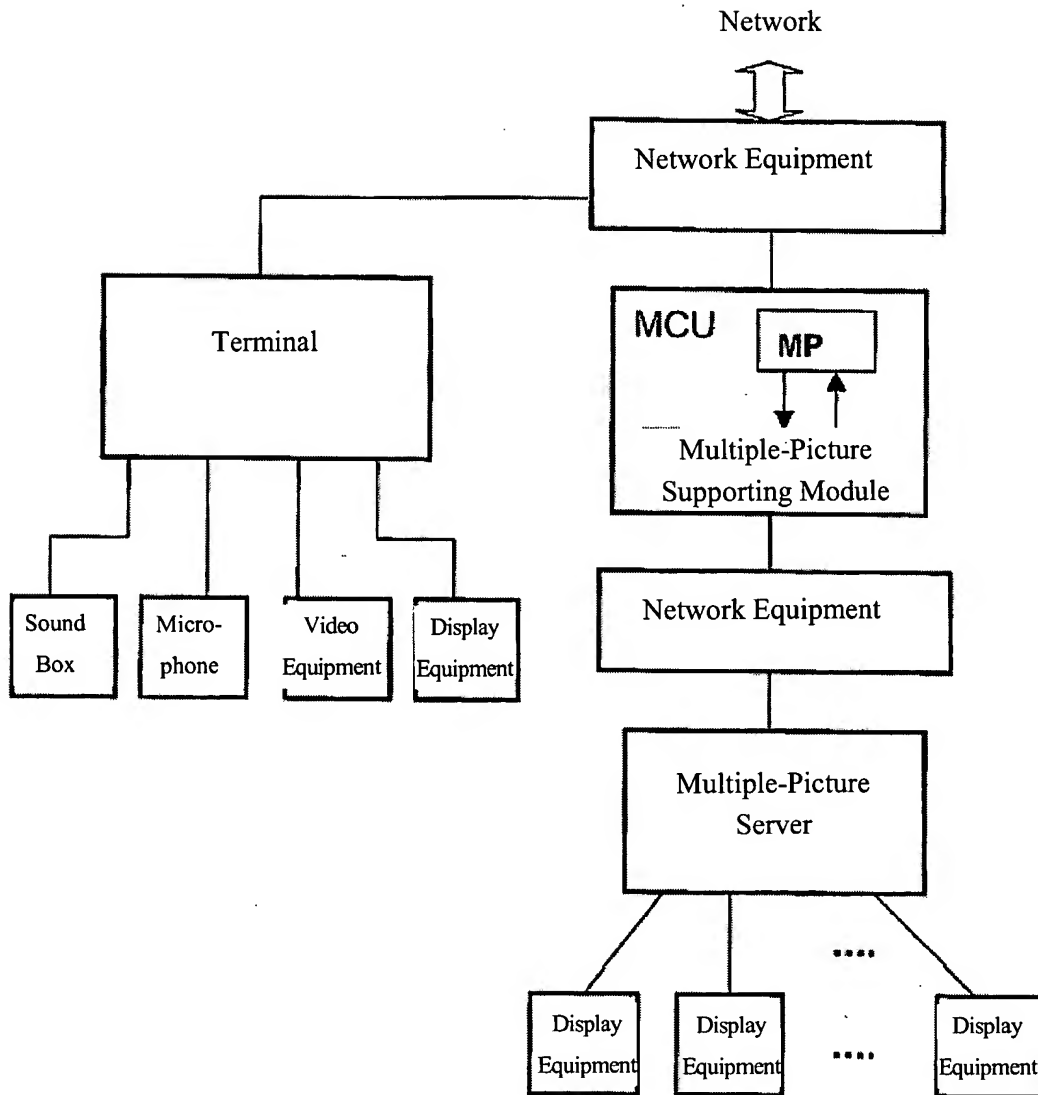 Network
Network Equipment
Terminal
MCU
MP
Multiple-Picture
Supporting Module
Network Equipment
Sound
Box
Micro-
phone
Video
Equipment
Display
Equipment
Multiple-Picture
Server
....
Display
Equipment
Display
Equipment
....
Display
Equipment